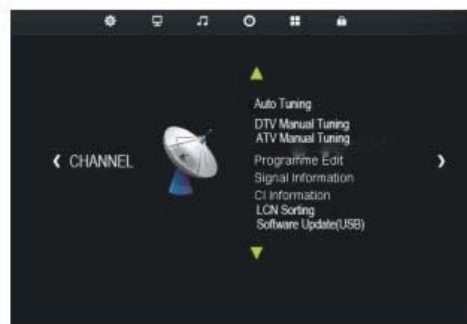 CHANNEL
Auto Tuning
DTV Manual Tuning
ATV Manual Tuning
Programme Edit
Signal Information
CI Information
LCN Sorting
Software Update(USB)